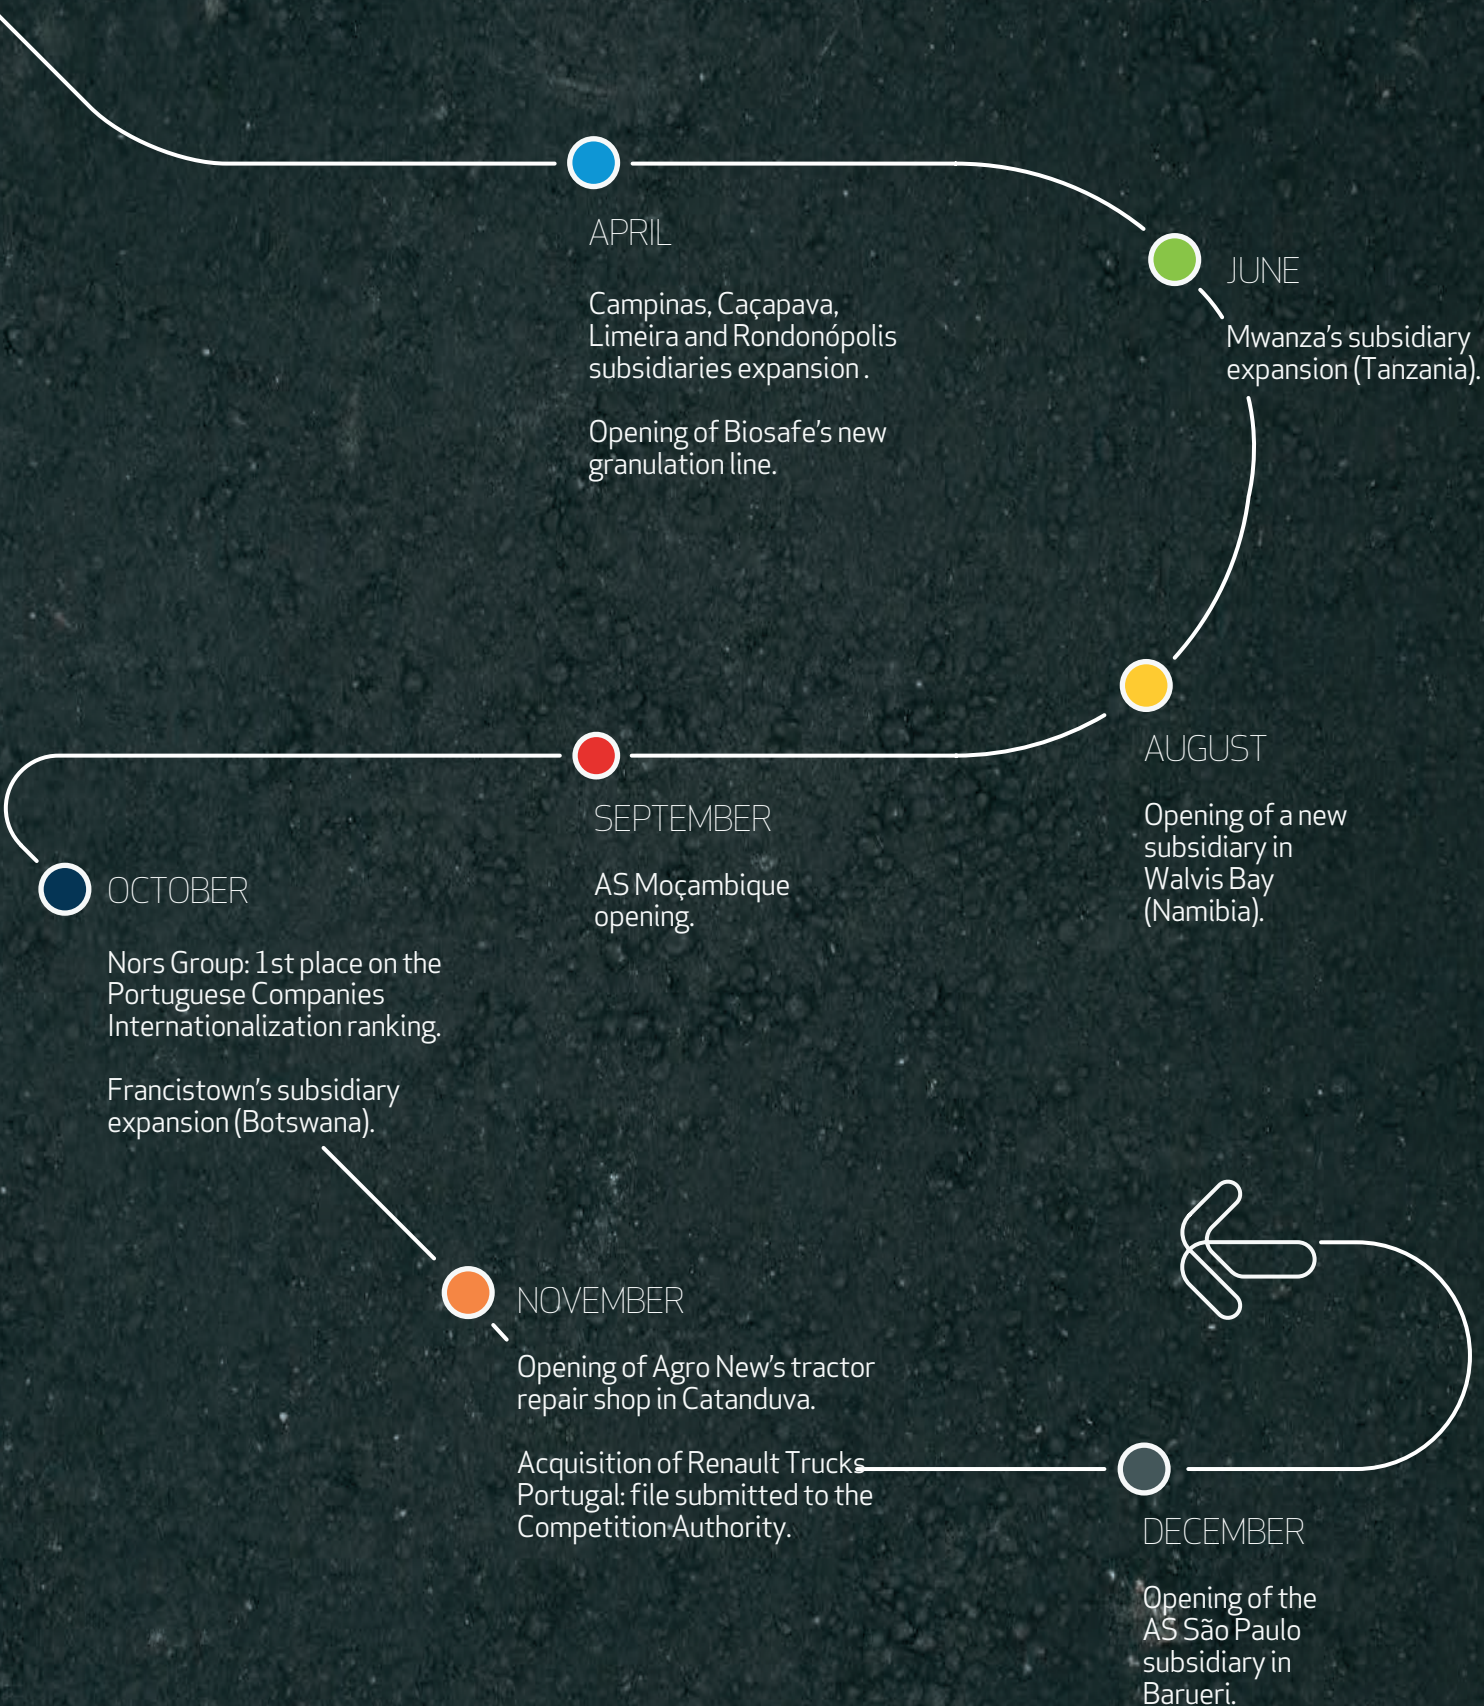 APRIL
Campinas, Caçapava,
Limeira and Rondonópolis
subsidiaries expansion .
Opening of Biosafe’s new
granulation line.
JUNE
Mwanza’s subsidiary
expansion (Tanzania).
AUGUST
Opening of a new
subsidiary in
Walvis Bay
(Namibia).
SEPTEMBER
AS Moçambique
opening.
OCTOBER
Nors Group: 1st place on the
Portuguese Companies
Internationalization ranking.
Francistown’s subsidiary
expansion (Botswana).
NOVEMBER
Opening of Agro New’s tractor
repair shop in Catanduva.
Acquisition of Renault Trucks
Portugal: file submitted to the
Competition Authority.
DECEMBER
Opening of the
AS São Paulo
subsidiary in
Barueri.